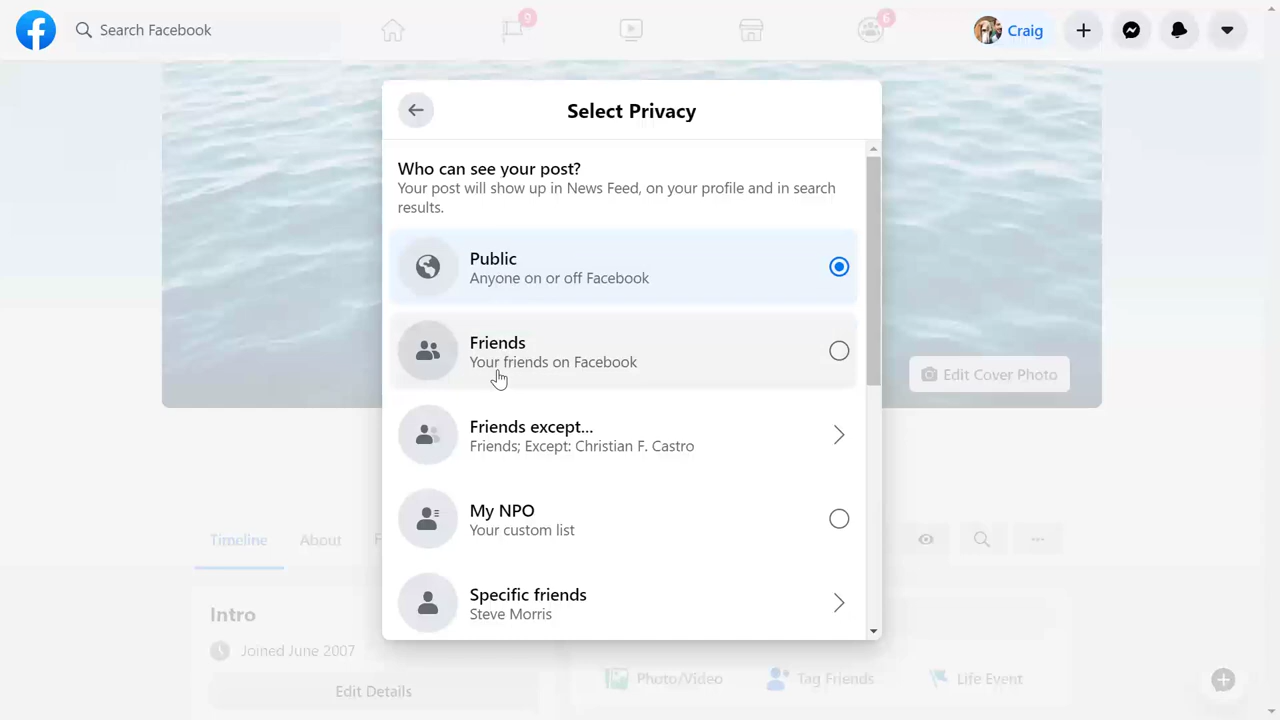 Search Facebook
9
6
Craig
Select Privacy
Who can see your post?
Your post will show up in News Feed, on your profile and in search
results.
Public
Anyone on or off Facebook
Friends
Your friends on Facebook
Edit Cover Photo
Friends except...
Friends; Except: Christian F. Castro
My NPO
Your custom list
Timeline
About
F
Specific friends
Steve Morris
Intro
Joined June 2007
Edit Details
Photo/Video
Tag Friends
Life Event